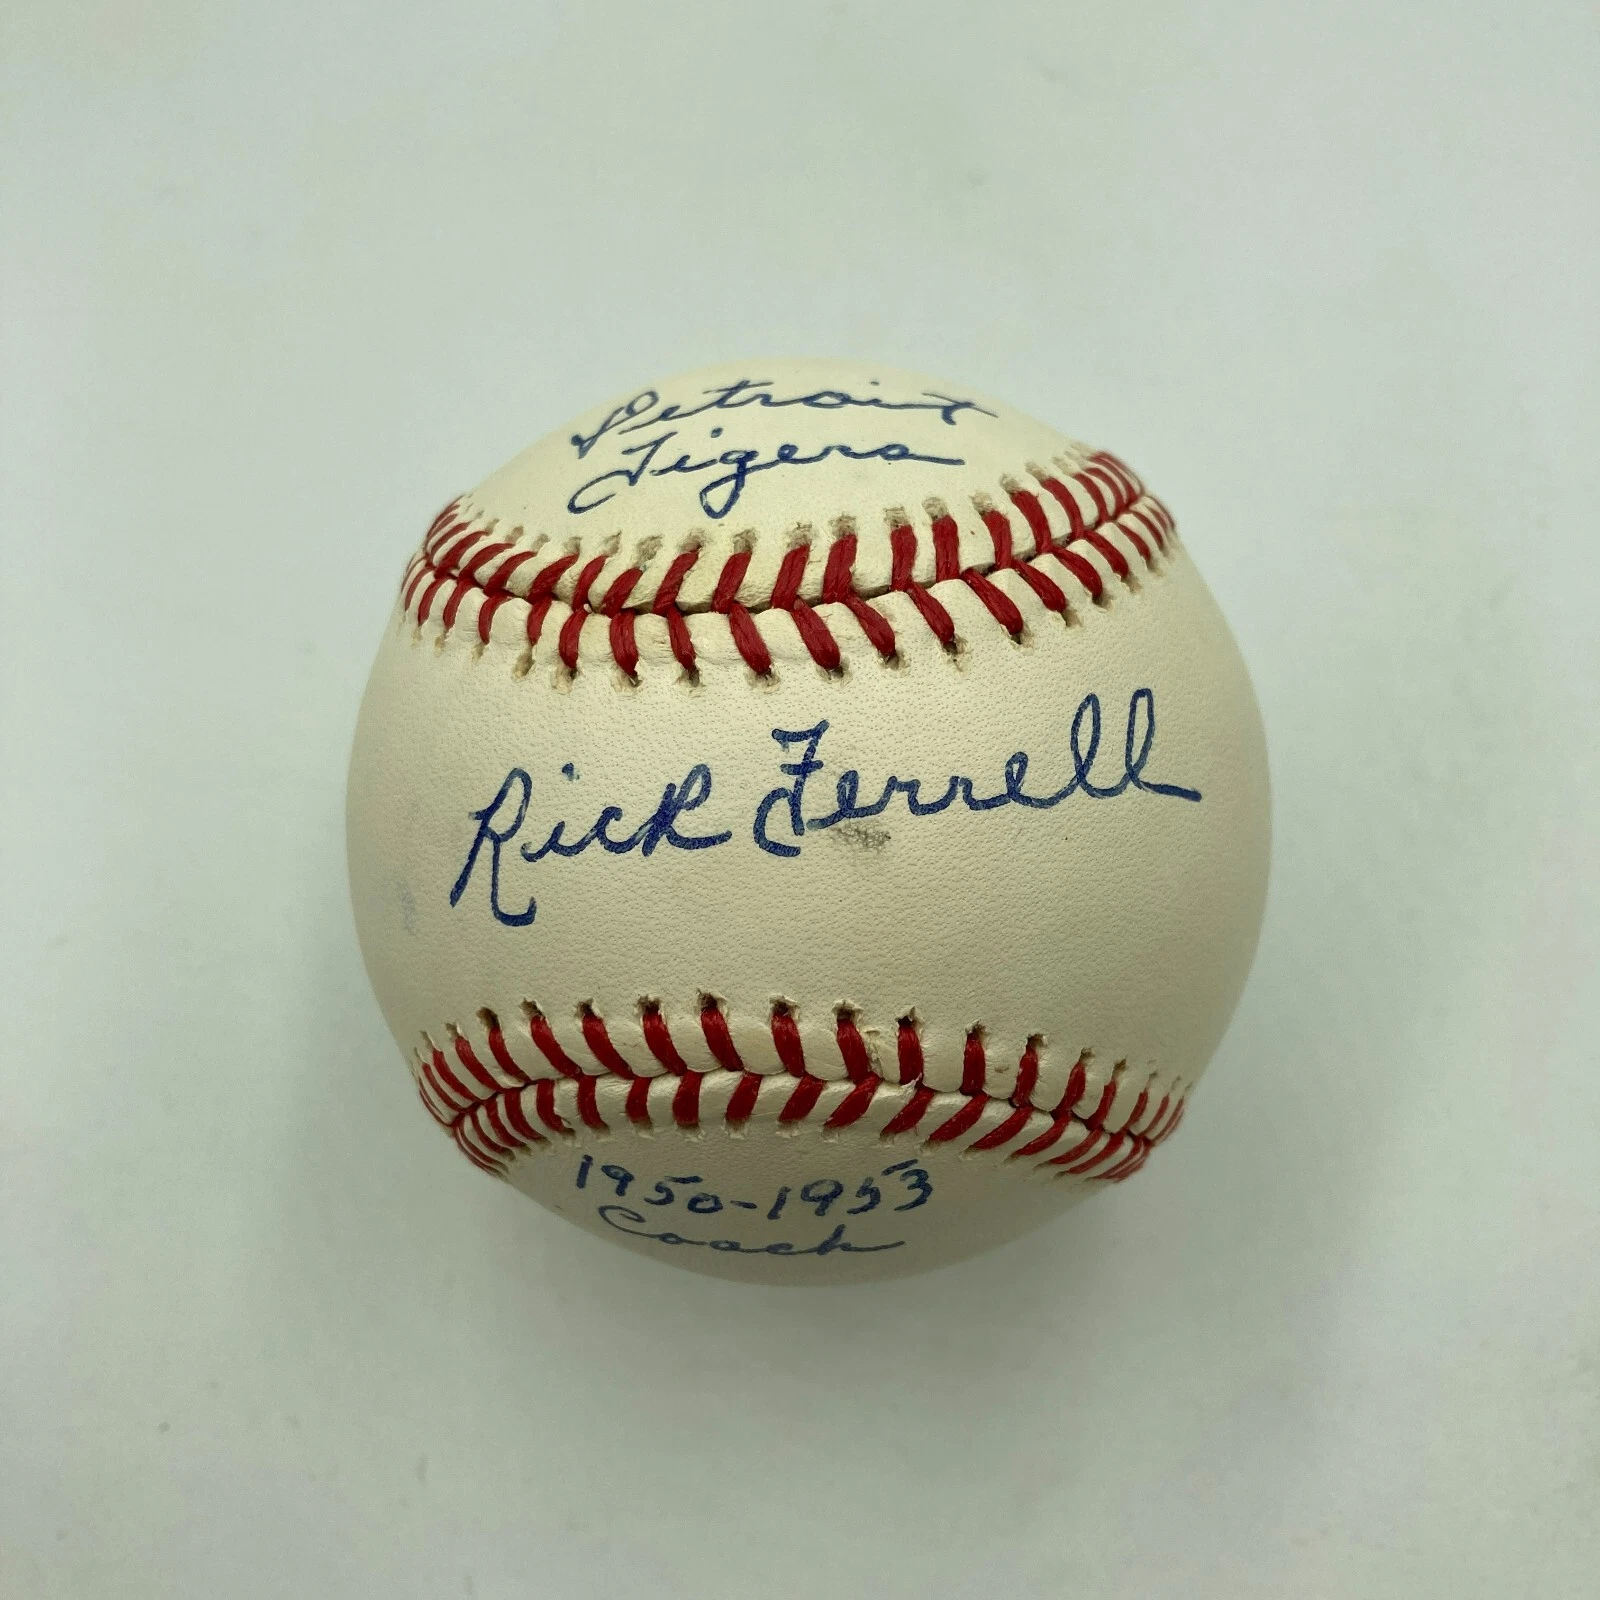 Detroit
Tigers
Rick Ferrell
1950-1953
Coach